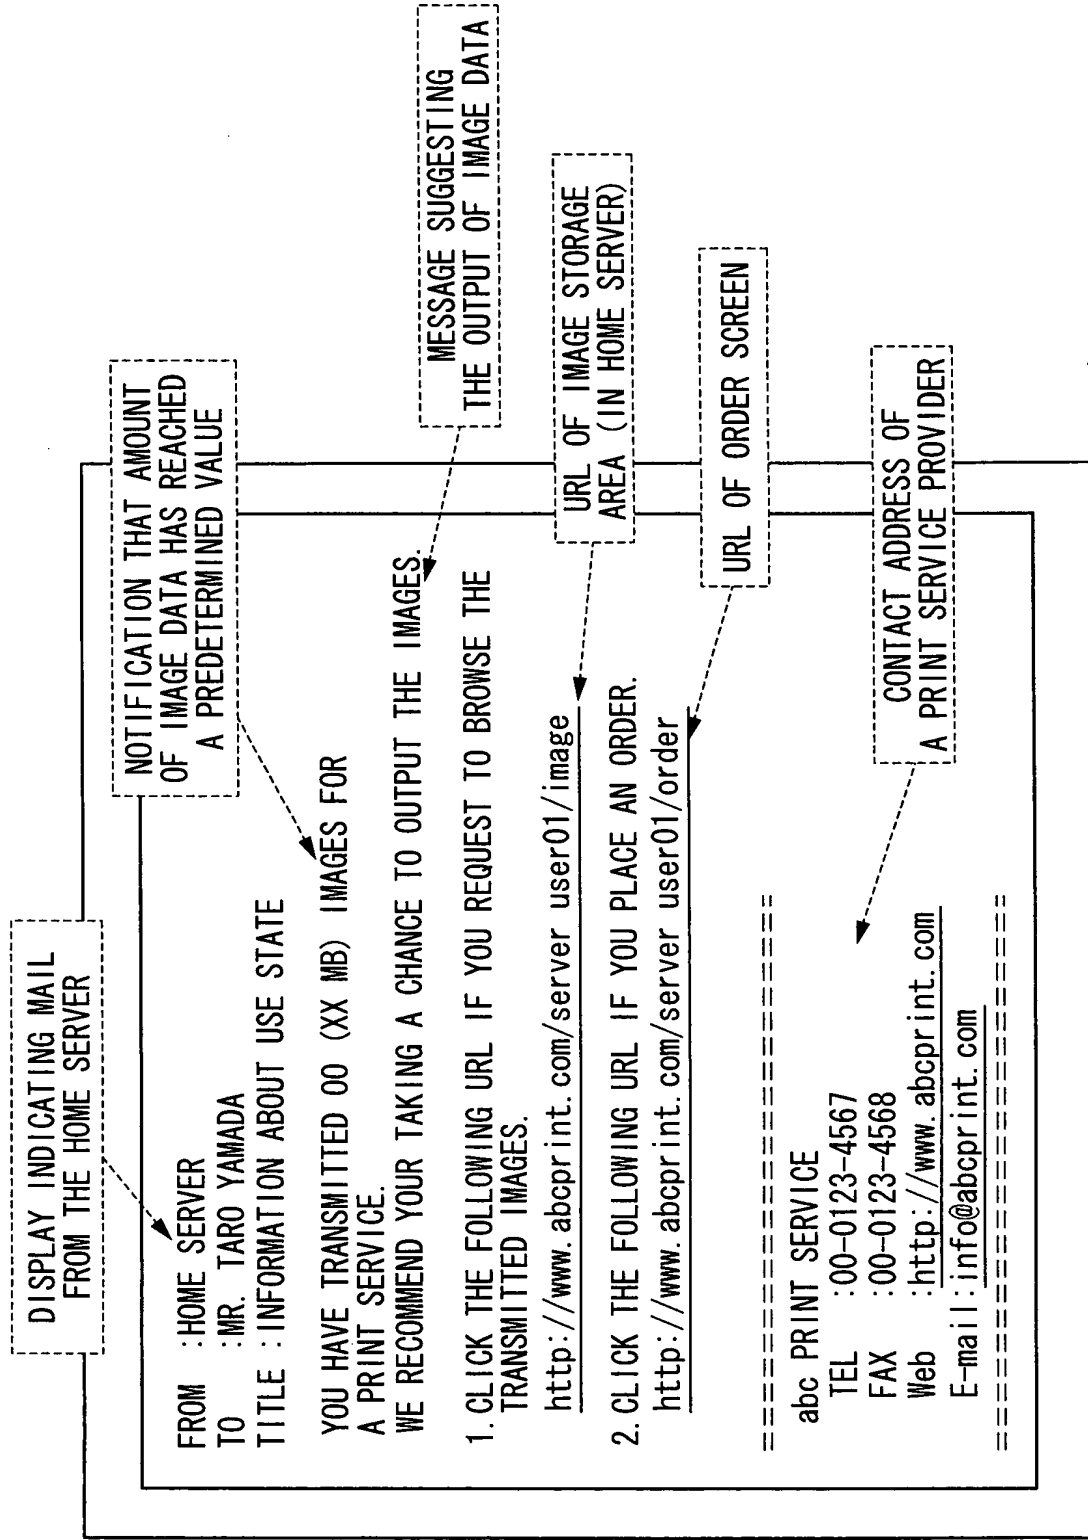 DISPLAY INDICATING MAIL
FROM THE HOME SERVER
NOTIFICATION THAT AMOUNT
OF IMAGE DATA HAS REACHED
A PREDETERMINED VALUE
FROM :HOME SERVER
TO :MR. TARO YAMADA
TITLE :INFORMATION ABOUT USE STATE
YOU HAVE TRANSMITTED OO (XX MB) IMAGES FOR
A PRINT SERVICE.
WE RECOMMEND YOUR TAKING A CHANCE TO OUTPUT THE IMAGES.
MESSAGE SUGGESTING
THE OUTPUT OF IMAGE DATA
1. CLICK THE FOLLOWING URL IF YOU REQUEST TO BROWSE THE
TRANSMITTED IMAGES.
http://www.abcprint.com/server user01/image
URL OF IMAGE STORAGE
AREA (IN HOME SERVER)
2. CLICK THE FOLLOWING URL IF YOU PLACE AN ORDER.
http://www.abcprint.com/server user01/order
URL OF ORDER SCREEN
==================================
abc PRINT SERVICE
TEL :00-0123-4567
FAX :00-0123-4568
Web :http://www.abcprint.com
E-mail:info@abcprint.com
==================================
CONTACT ADDRESS OF
A PRINT SERVICE PROVIDER